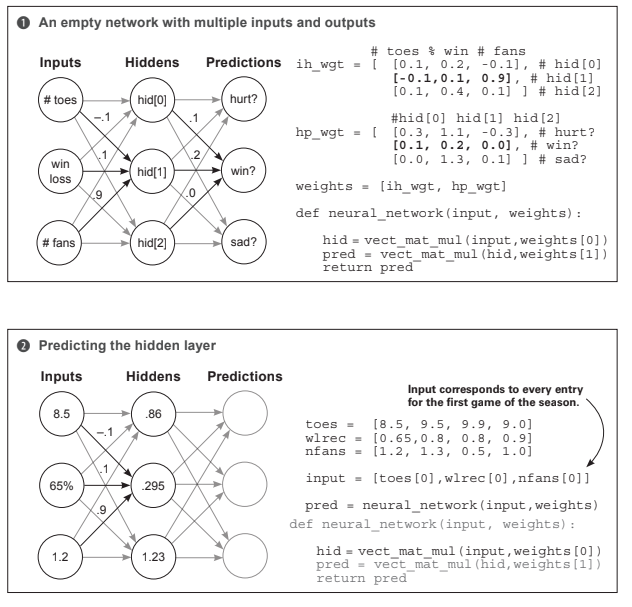 1 An empty network with multiple inputs and outputs
Inputs Hiddens Predictions
# toes hid[0] hurt?
–.1 .1
win loss hid[1] win?
.1 .2
.9 .0
# fans hid[2] sad?
# toes % win # fans
ih_wgt = [ [0.1, 0.2, -0.1], # hid[0]
[-0.1,0.1, 0.9], # hid[1]
[0.1, 0.4, 0.1] ] # hid[2]
#hid[0] hid[1] hid[2]
hp_wgt = [ [0.3, 1.1, -0.3], # hurt?
[0.1, 0.2, 0.0], # win?
[0.0, 1.3, 0.1] ] # sad?
weights = [ih_wgt, hp_wgt]
def neural_network(input, weights):
hid = vect_mat_mul(input,weights[0])
pred = vect_mat_mul(hid,weights[1])
return pred
2 Predicting the hidden layer
Inputs Hiddens Predictions
8.5 .86
–.1
65% .295
.1
.9
1.2 1.23
Input corresponds to every entry
for the first game of the season.
toes = [8.5, 9.5, 9.9, 9.0]
wlrec = [0.65,0.8, 0.8, 0.9]
nfans = [1.2, 1.3, 0.5, 1.0]
input = [toes[0],wlrec[0],nfans[0]]
pred = neural_network(input,weights)
def neural_network(input, weights):
hid = vect_mat_mul(input,weights[0])
pred = vect_mat_mul(hid,weights[1])
return pred